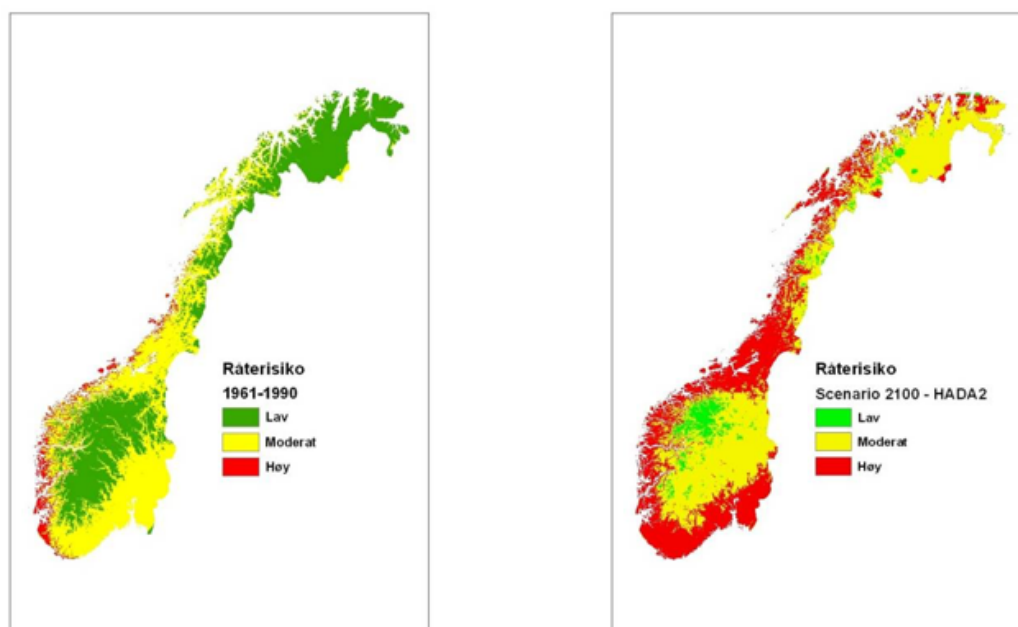 Råterisiko
1961-1990
Lav
Moderat
Høy
Råterisiko
Scenario 2100 - HADA2
Lav
Moderat
Høy